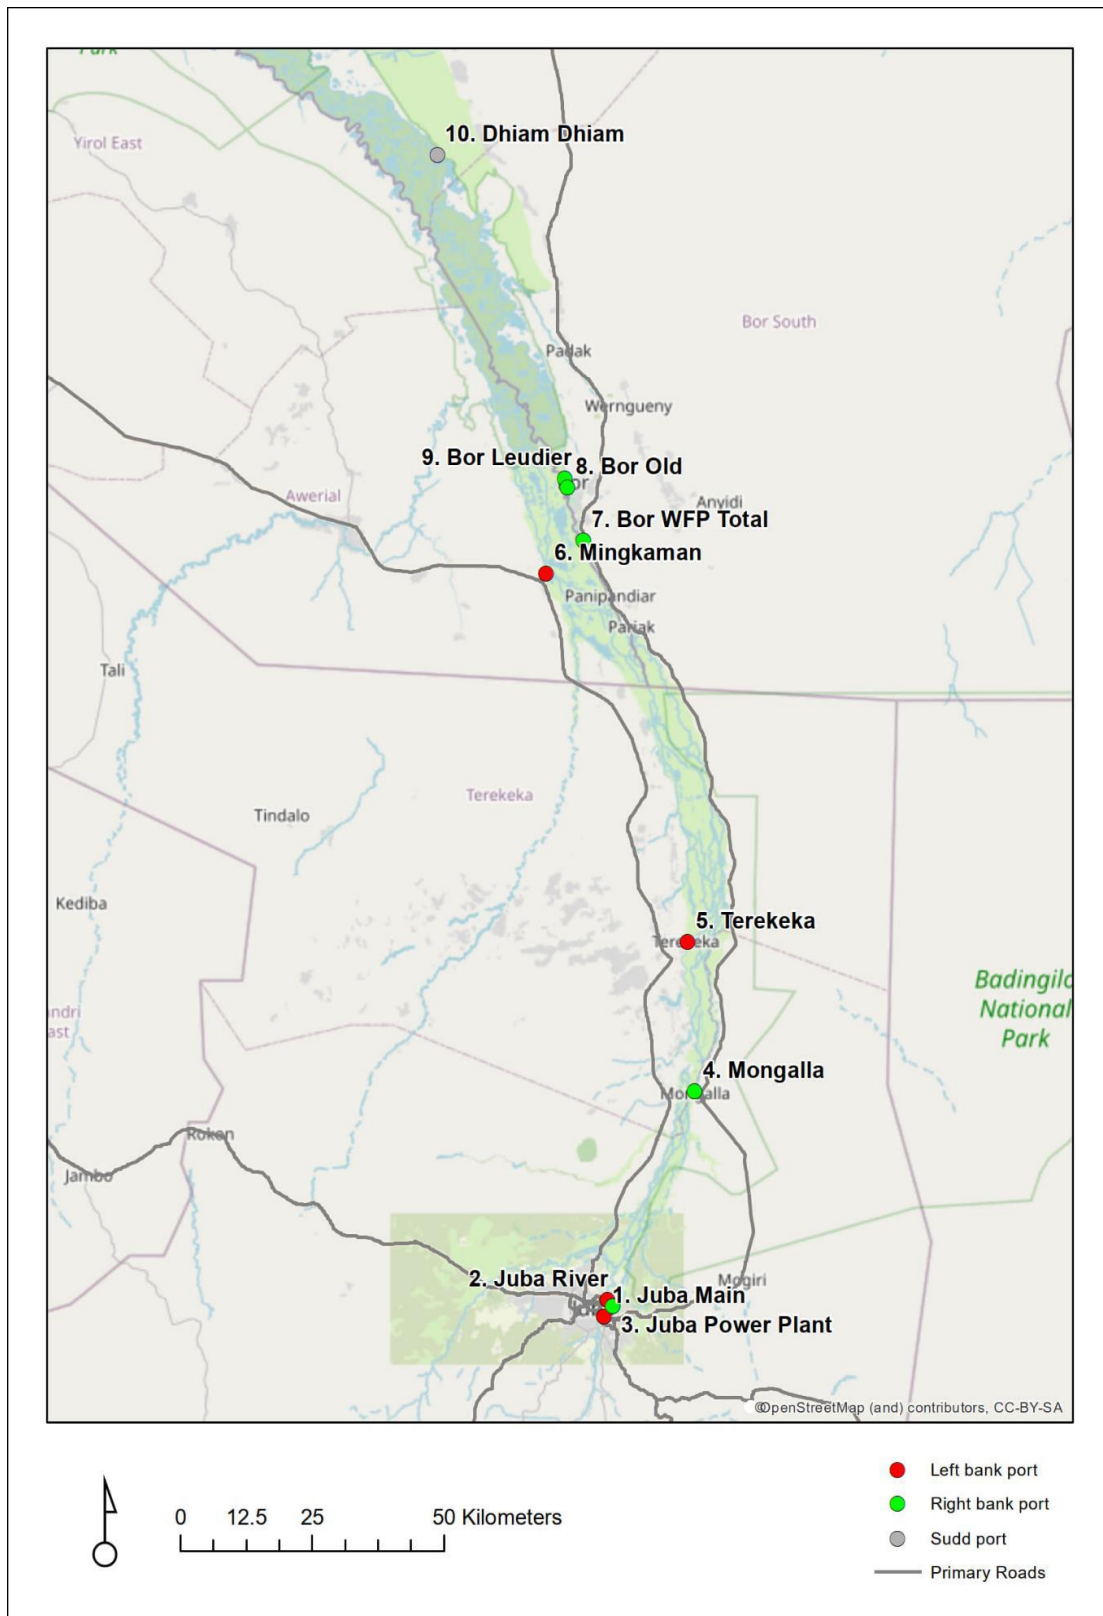 Park
10. Dhiam Dhiam
Yirol East
Bor South
Padak
Werngueny
9. Bor Leudier
8. Bor Old
Awerial
Anyidi
7. Bor WFP Total
6. Mingkaman
Panipandiar
Pariak
Tali
Terekeka
Tindalo
Kediba
5. Terekeka
Terekeka
Badingilo
National
Park
4. Mongalla
Mongalla
Rokon
Jambo
2. Juba River
Mogiri
1. Juba Main
3. Juba Power Plant
©OpenStreetMap (and) contributors, CC-BY-SA
0 12.5 25 50 Kilometers
Left bank port
Right bank port
Sudd port
Primary Roads